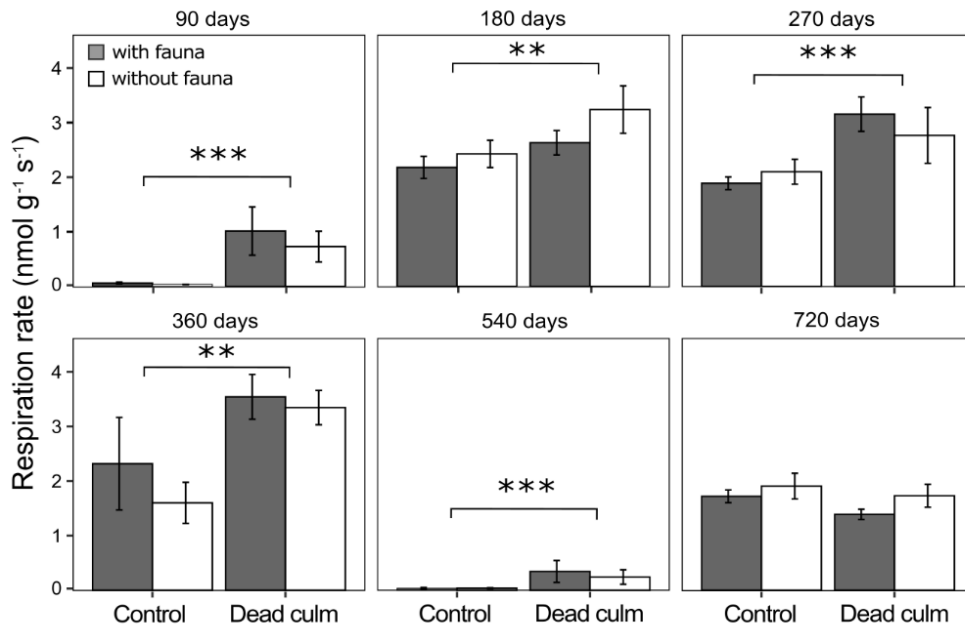 90 days
180 days
270 days
with fauna
without fauna
***
**
***
4
3
2
1
0
Respiration rate (nmol g⁻¹ s⁻¹)
360 days
540 days
720 days
**
***
4
3
2
1
0
Control
Dead culm
Control
Dead culm
Control
Dead culm